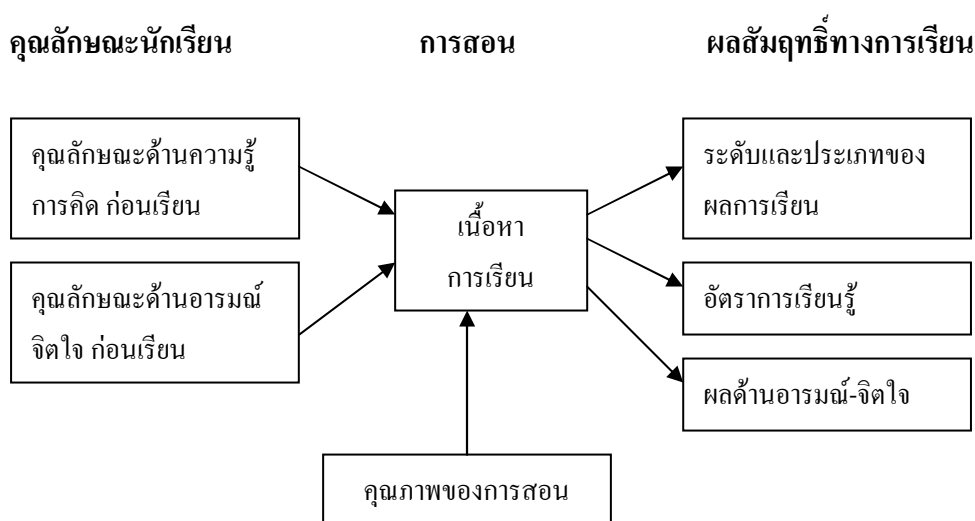 คุณลักษณะนักเรียน
การสอน
ผลสัมฤทธิ์ทางการเรียน
คุณลักษณะด้านความรู้
การคิด ก่อนเรียน
คุณลักษณะด้านอารมณ์
จิตใจ ก่อนเรียน
เนื้อหา
การเรียน
ระดับและประเภทของ
ผลการเรียน
อัตราการเรียนรู้
ผลด้านอารมณ์-จิตใจ
คุณภาพของการสอน